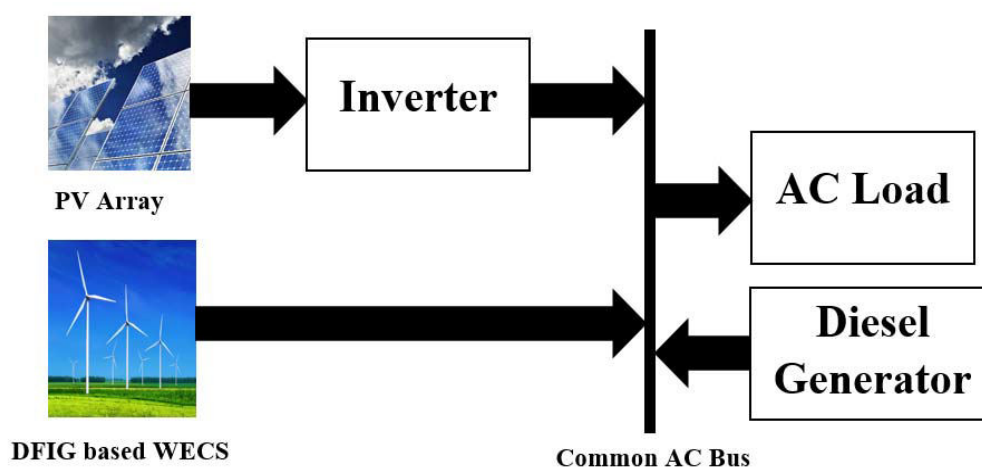 Inverter
PV Array
AC Load
DFIG based WECS
Diesel
Generator
Common AC Bus